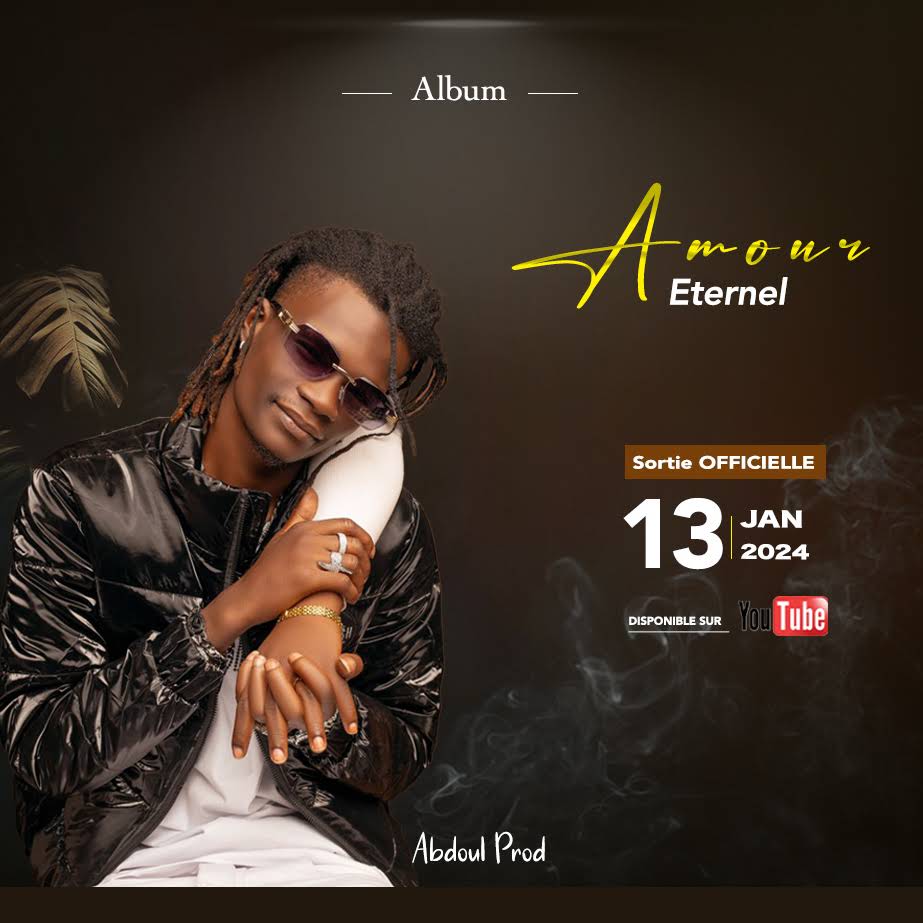 Album
Amour
Eternel
Sortie OFFICIELLE
13 JAN
2024
DISPONIBLE SUR YouTube
Abdoul Prod